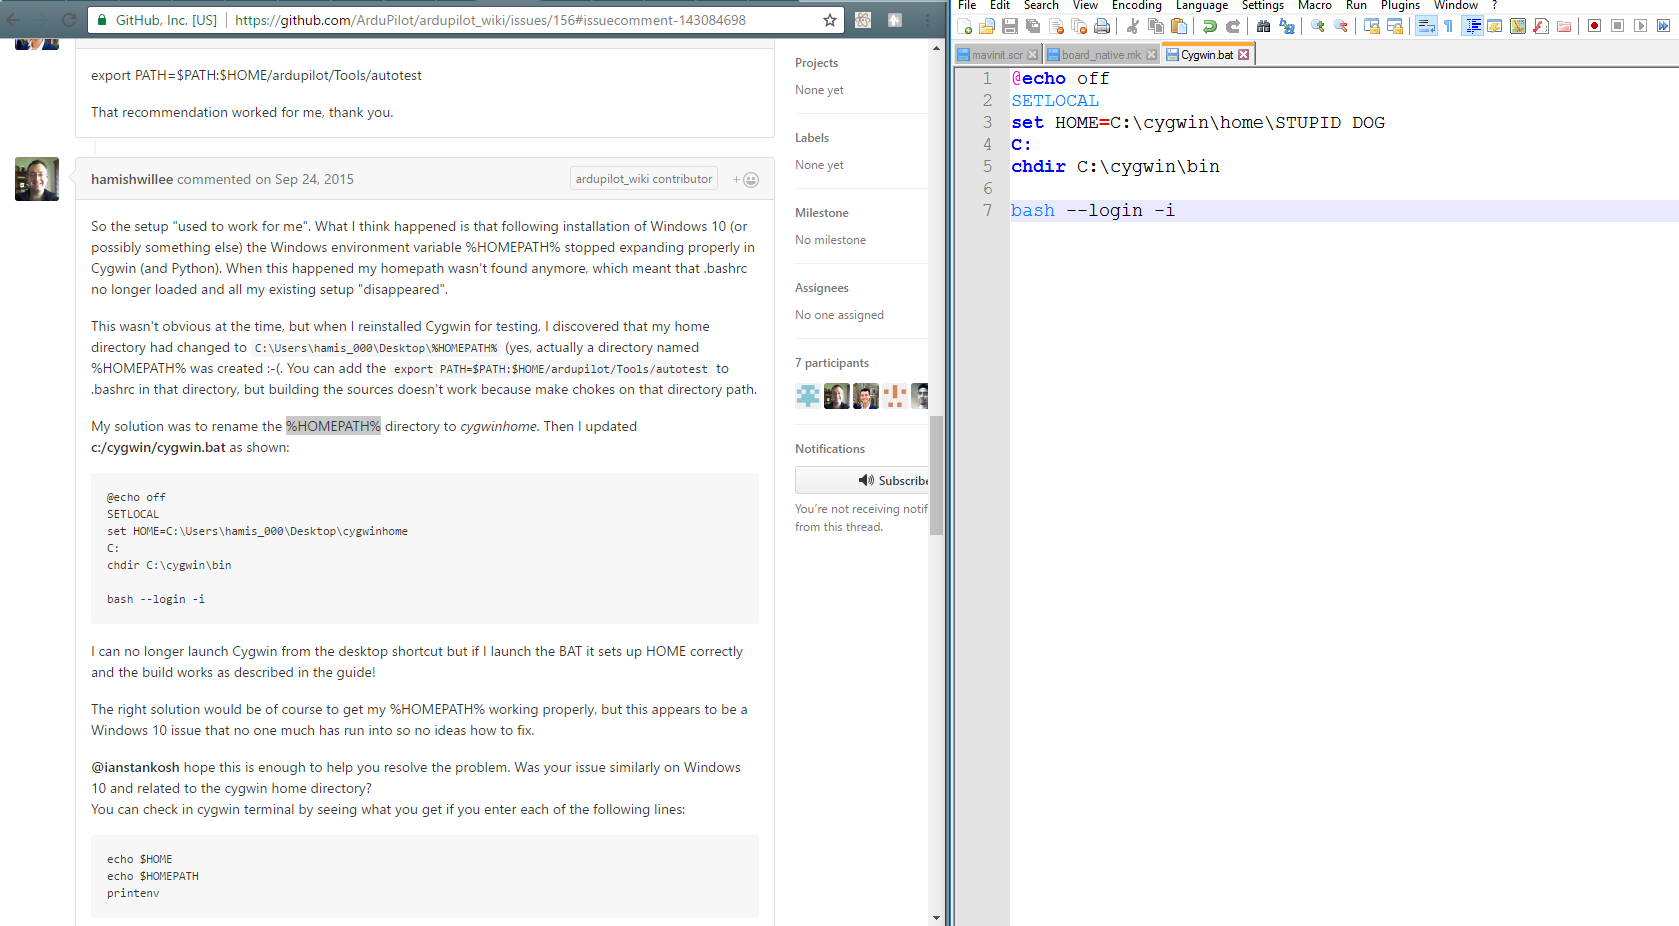 GitHub, Inc. [US] | https://github.com/ArduPilot/ardupilot_wiki/issues/156#issuecomment-143084698
export PATH=$PATH:$HOME/ardupilot/Tools/autotest
That recommendation worked for me, thank you.
hamishwillee commented on Sep 24, 2015
ardupilot_wiki contributor
+
So the setup "used to work for me". What I think happened is that following installation of Windows 10 (or
possibly something else) the Windows environment variable %HOMEPATH% stopped expanding properly in
Cygwin (and Python). When this happened my homepath wasn't found anymore, which meant that .bashrc
no longer loaded and all my existing setup "disappeared".
This wasn't obvious at the time, but when I reinstalled Cygwin for testing, I discovered that my home
directory had changed to C:\Users\hamis_000\Desktop\%HOMEPATH% (yes, actually a directory named
%HOMEPATH% was created :-(. You can add the export PATH=$PATH:$HOME/ardupilot/Tools/autotest to
.bashrc in that directory, but building the sources doesn't work because make chokes on that directory path.
My solution was to rename the %HOMEPATH% directory to cygwinhome. Then I updated
c:/cygwin/cygwin.bat as shown:
@echo off
SETLOCAL
set HOME=C:\Users\hamis_000\Desktop\cygwinhome
C:
chdir C:\cygwin\bin
bash --login -i
I can no longer launch Cygwin from the desktop shortcut but if I launch the BAT it sets up HOME correctly
and the build works as described in the guide!
The right solution would be of course to get my %HOMEPATH% working properly, but this appears to be a
Windows 10 issue that no one much has run into so no ideas how to fix.
@ianstankosh hope this is enough to help you resolve the problem. Was your issue similarly on Windows
10 and related to the cygwin home directory?
You can check in cygwin terminal by seeing what you get if you enter each of the following lines:
echo $HOME
echo $HOMEPATH
printenv
Projects
None yet
Labels
None yet
Milestone
No milestone
Assignees
No one assigned
7 participants
Notifications
Subscribe
You're not receiving notif
from this thread.
File Edit Search View Encoding Language Settings Macro Run Plugins Window ?
mavinit.scr board_native.mk Cygwin.bat
1 @echo off
2 SETLOCAL
3 set HOME=C:\cygwin\home\STUPID DOG
4 C:
5 chdir C:\cygwin\bin
6
7 bash --login -i